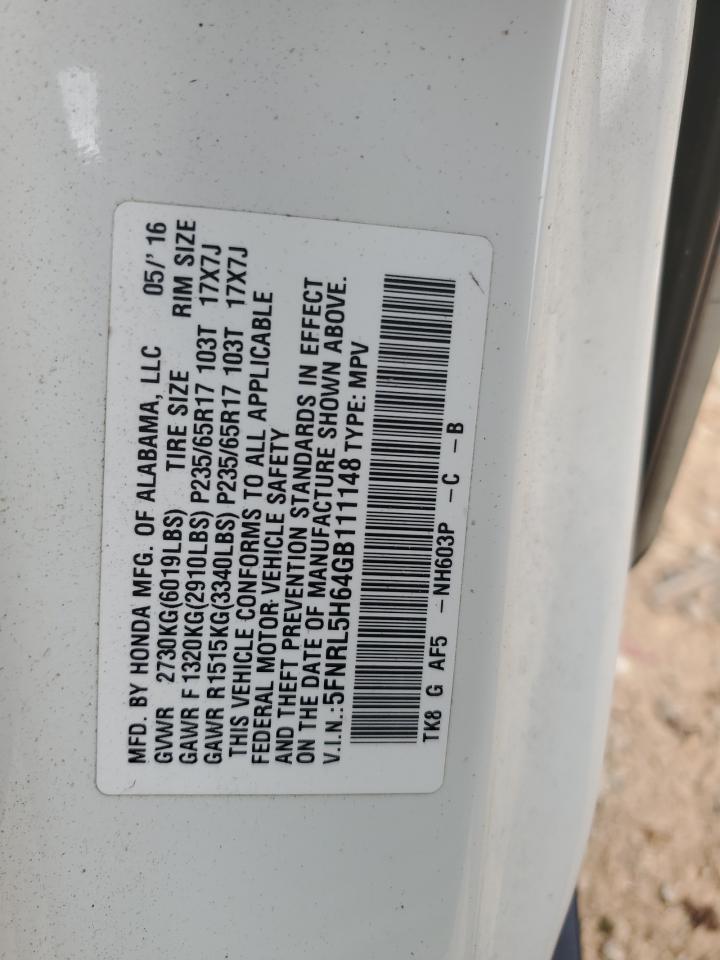 MFD. BY HONDA MFG. OF ALABAMA, LLC 05/'16
GVWR 2730KG(6019LBS) TIRE SIZE RIM SIZE
GAWR F 1320KG(2910LBS) P235/65R17 103T 17X7J
GAWR R1515KG(3340LBS) P235/65R17 103T 17X7J
THIS VEHICLE CONFORMS TO ALL APPLICABLE
FEDERAL MOTOR VEHICLE SAFETY
AND THEFT PREVENTION STANDARDS IN EFFECT
ON THE DATE OF MANUFACTURE SHOWN ABOVE.
V.I.N.:5FNRL5H64GB111148 TYPE: MPV
TK8 G AF5 -NH603P -C -B